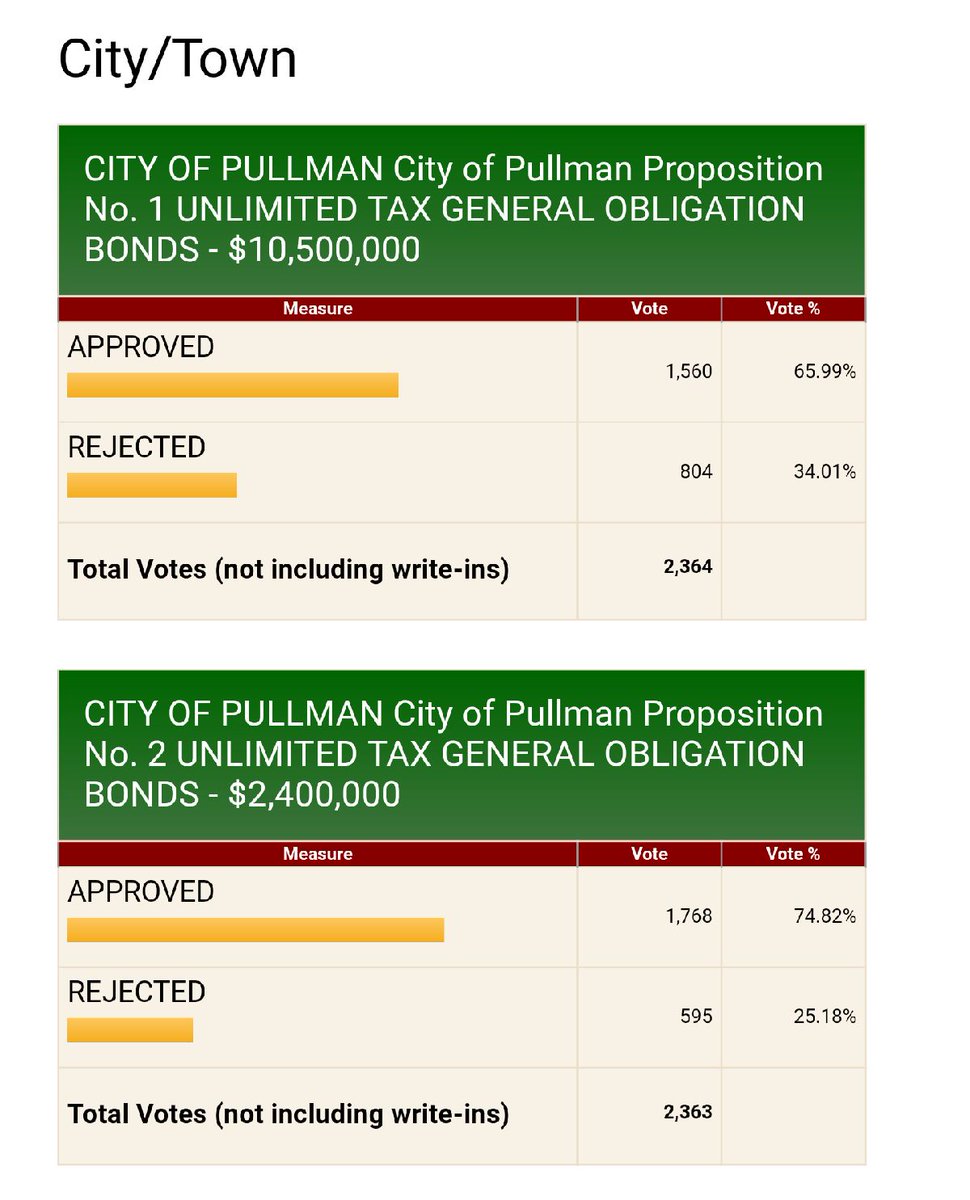 City/Town
CITY OF PULLMAN City of Pullman Proposition
No. 1 UNLIMITED TAX GENERAL OBLIGATION
BONDS - $10,500,000
Measure Vote Vote %
APPROVED
1,560 65.99%
REJECTED
804 34.01%
Total Votes (not including write-ins) 2,364
CITY OF PULLMAN City of Pullman Proposition
No. 2 UNLIMITED TAX GENERAL OBLIGATION
BONDS - $2,400,000
Measure Vote Vote %
APPROVED
1,768 74.82%
REJECTED
595 25.18%
Total Votes (not including write-ins) 2,363